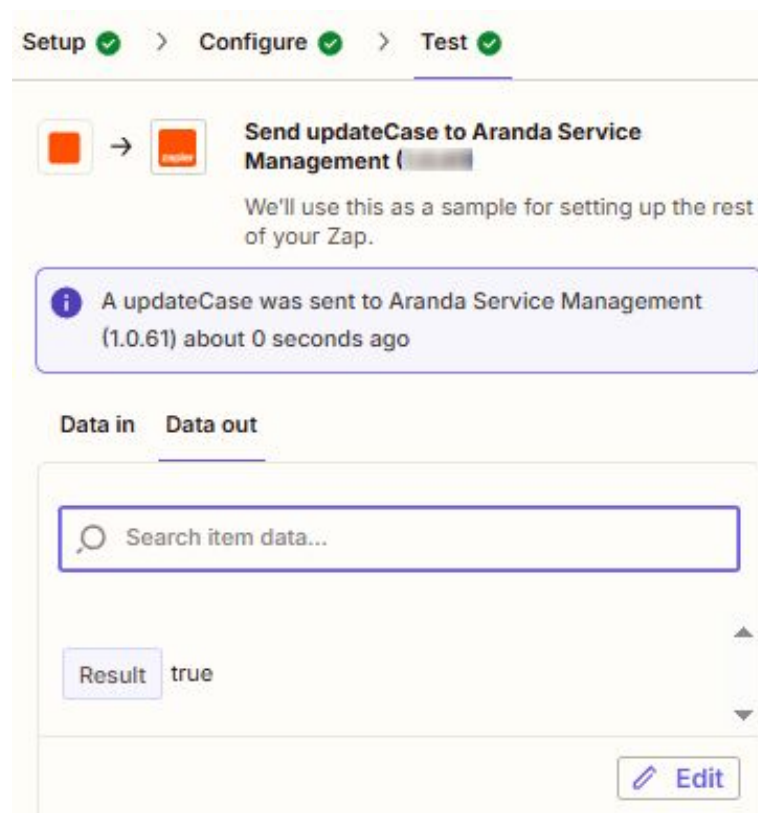 Setup > Configure > Test
zapier
Send updateCase to Aranda Service
Management (
We'll use this as a sample for setting up the rest
of your Zap.
A updateCase was sent to Aranda Service Management
(1.0.61) about 0 seconds ago
Data in Data out
Search item data...
Result true
Edit